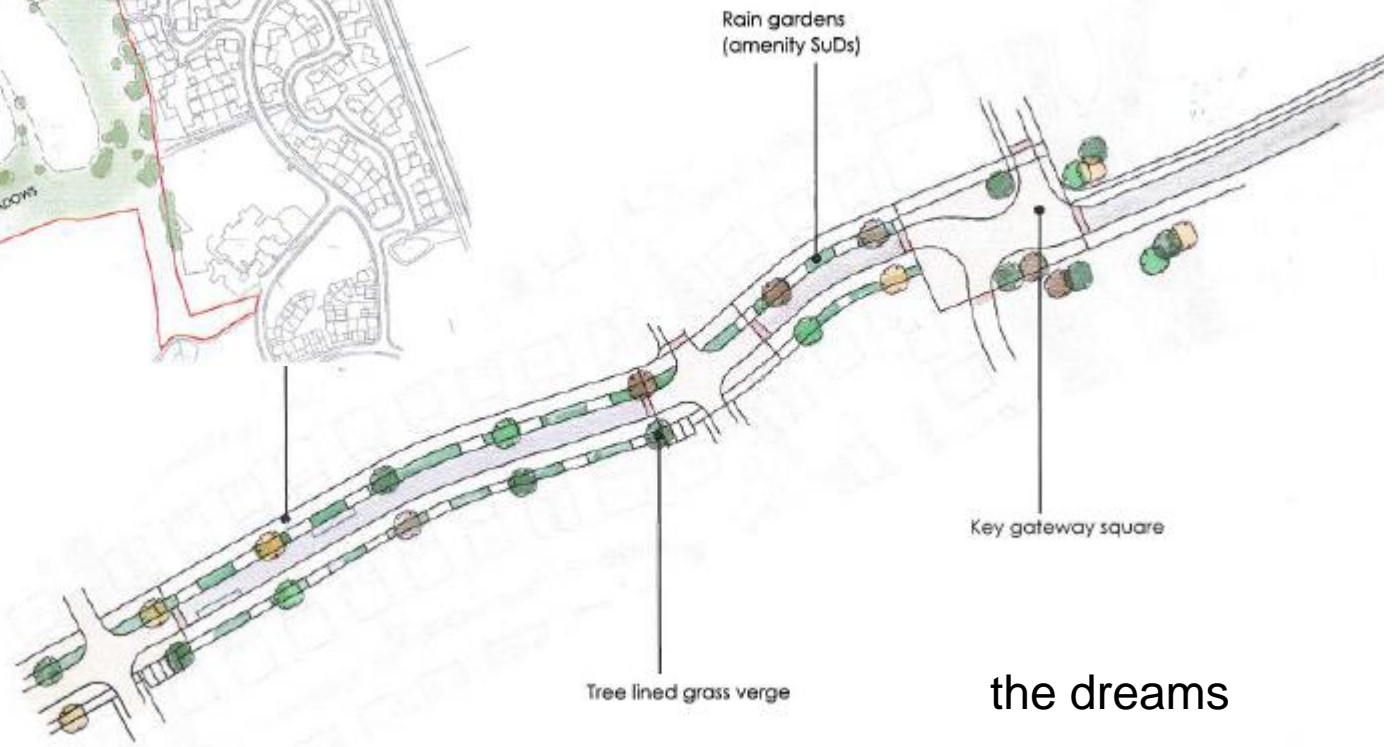 Rain gardens
(amenity SuDs)
Key gateway square
Tree lined grass verge
the dreams